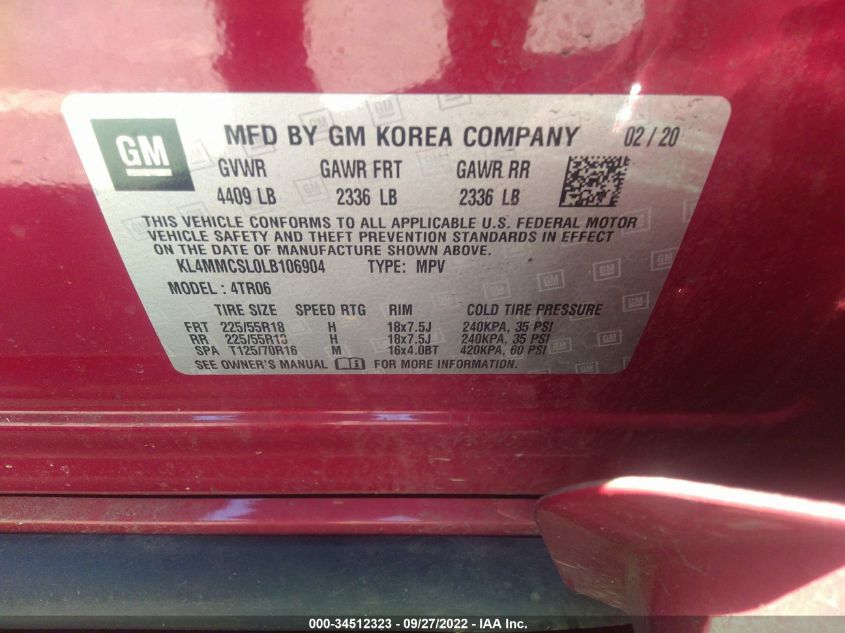 GM MFD BY GM KOREA COMPANY 02 / 20
GVWR GAWR FRT GAWR RR
4409 LB 2336 LB 2336 LB
THIS VEHICLE CONFORMS TO ALL APPLICABLE U.S. FEDERAL MOTOR
VEHICLE SAFETY AND THEFT PREVENTION STANDARDS IN EFFECT
ON THE DATE OF MANUFACTURE SHOWN ABOVE.
KL4MMCSL0LB106904 TYPE: MPV
MODEL : 4TR06
TIRE SIZE SPEED RTG RIM COLD TIRE PRESSURE
FRT 225/55R18 H 18x7.5J 240KPA, 35 PSI
RR 225/55R18 H 18x7.5J 240KPA, 35 PSI
SPA T125/70R16 M 16x4.0BT 420KPA, 60 PSI
SEE OWNER'S MANUAL FOR MORE INFORMATION.
000-34512323 - 09/27/2022 - IAA Inc.